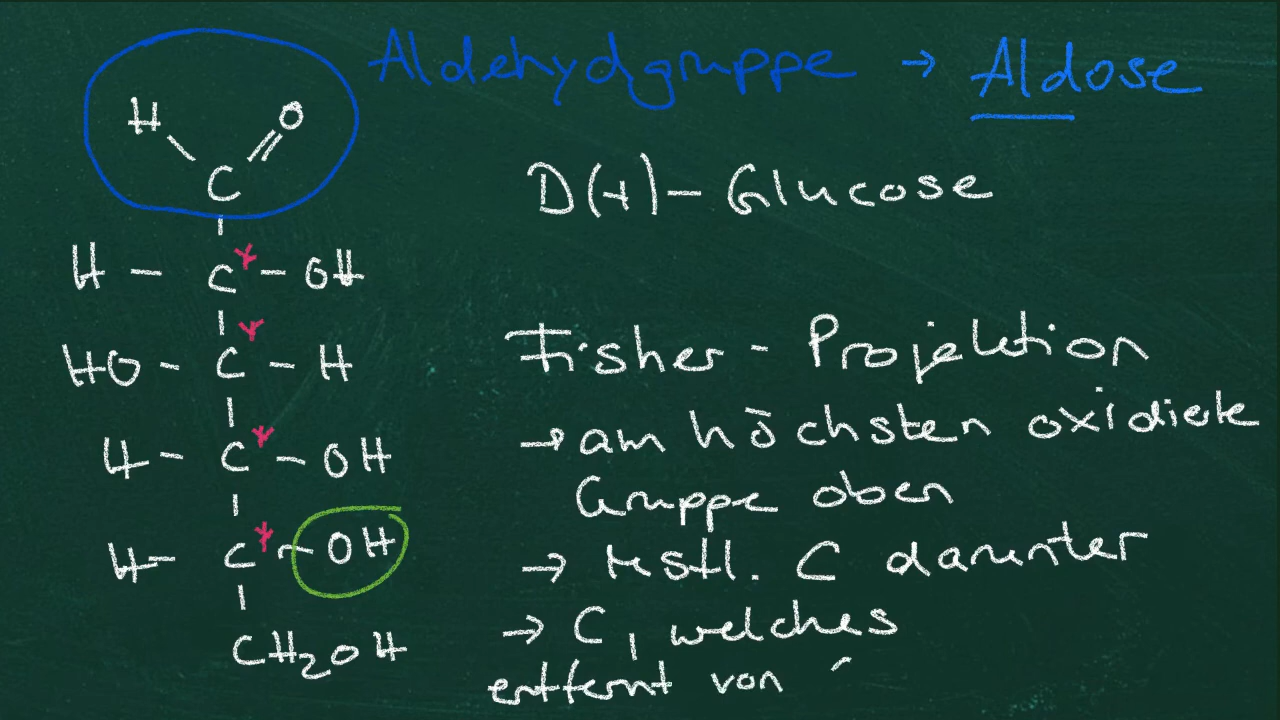 Aldehydgruppe → Aldose
H O
C
D(+)-Glucose
H - C* - OH
Fisher - Projektion
HO - C* - H
→ am höchsten oxidierte
H - C* - OH
Gruppe oben
→ restl. C darunter
H - C* - OH
→ C, welches
CH₂OH
entfernt von